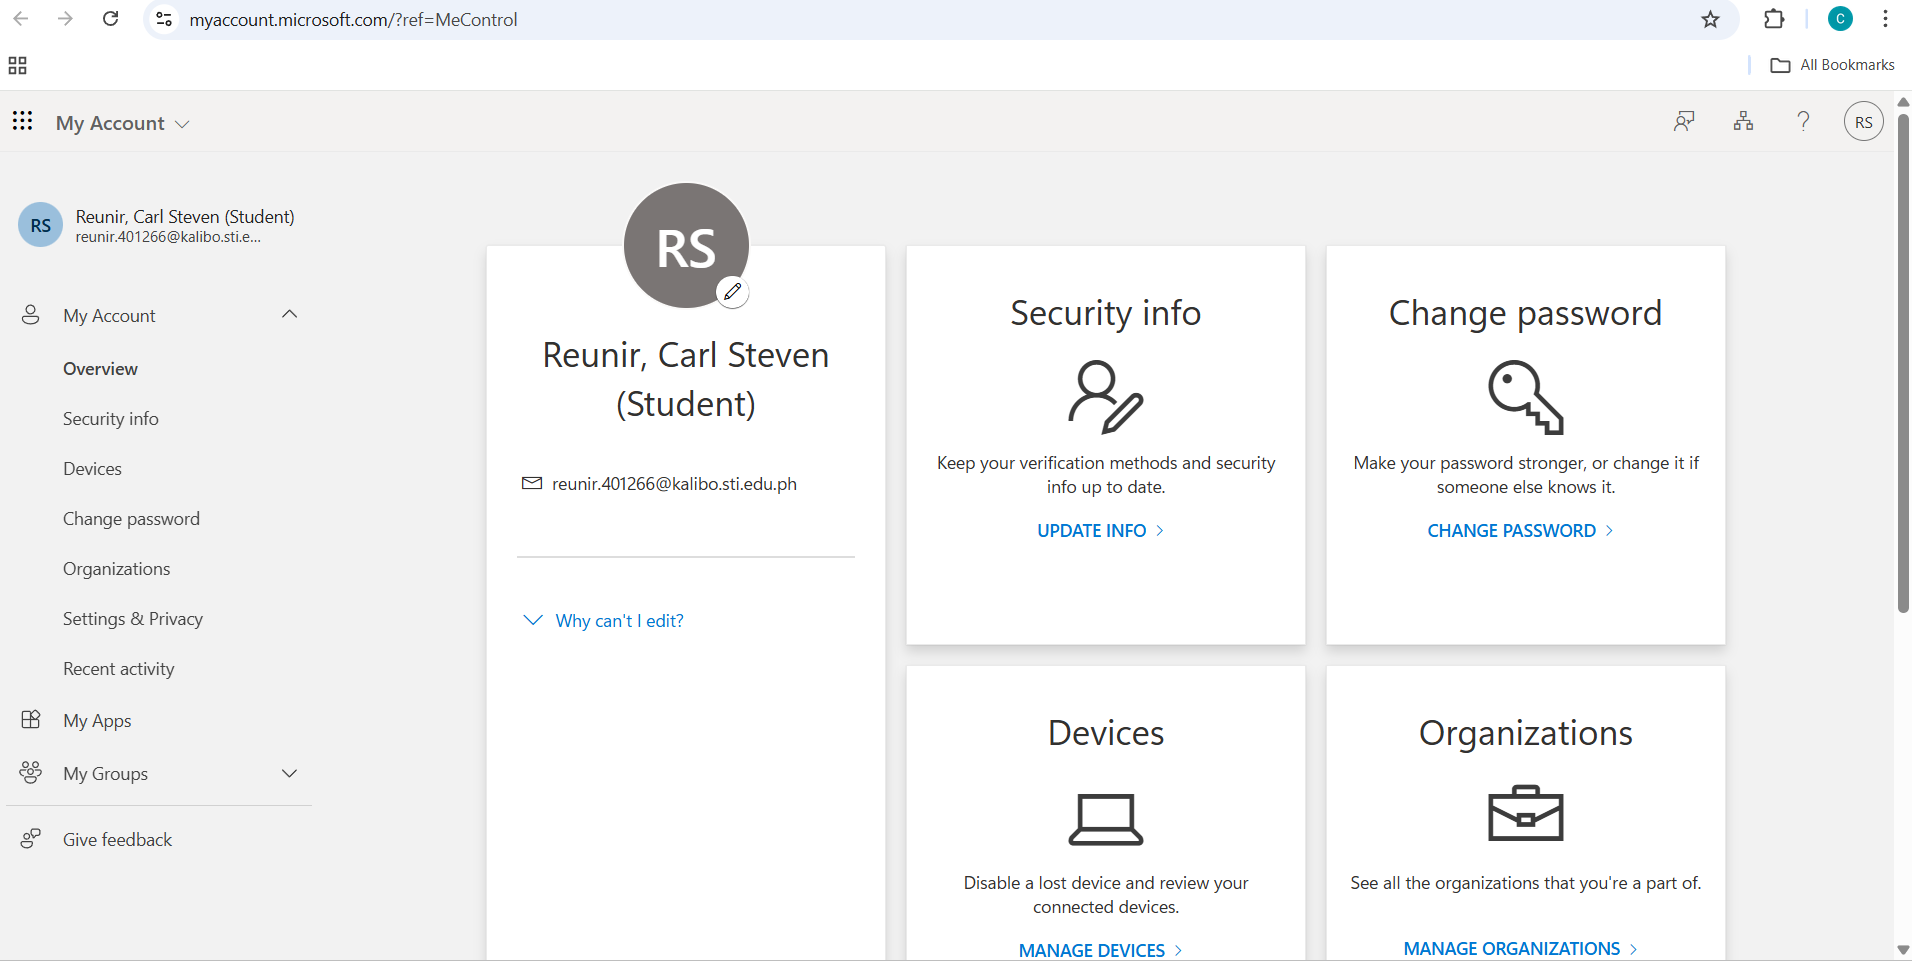 myaccount.microsoft.com/?ref=MeControl
C
All Bookmarks
My Account
RS
RS
Reunir, Carl Steven (Student)
reunir.401266@kalibo.sti.e...
My Account
Overview
Security info
Devices
Change password
Organizations
Settings & Privacy
Recent activity
My Apps
My Groups
Give feedback
RS
Reunir, Carl Steven
(Student)
reunir.401266@kalibo.sti.edu.ph
Why can't I edit?
Security info
Keep your verification methods and security
info up to date.
UPDATE INFO
Change password
Make your password stronger, or change it if
someone else knows it.
CHANGE PASSWORD
Devices
Disable a lost device and review your
connected devices.
MANAGE DEVICES
Organizations
See all the organizations that you're a part of.
MANAGE ORGANIZATIONS